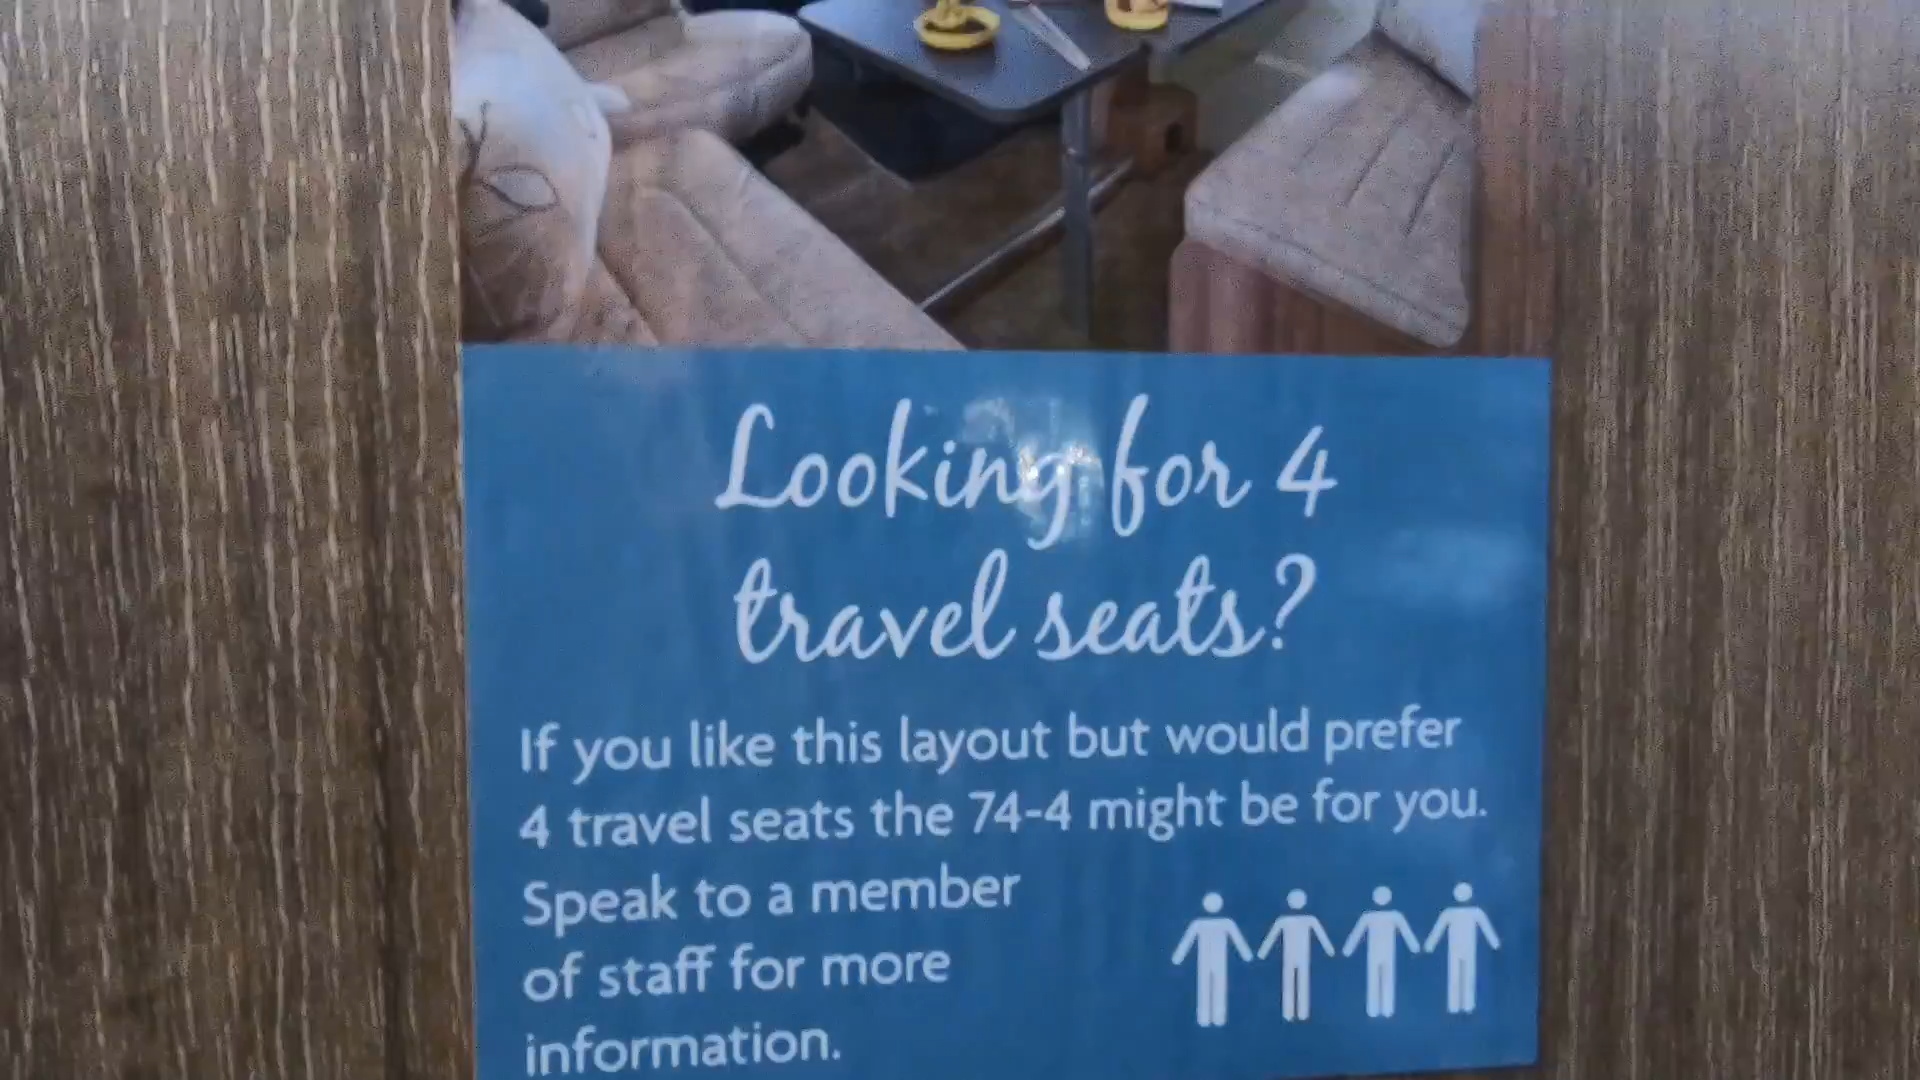 Looking for 4
travel seats?
If you like this layout but would prefer
4 travel seats the 74-4 might be for you.
Speak to a member
of staff for more
information.